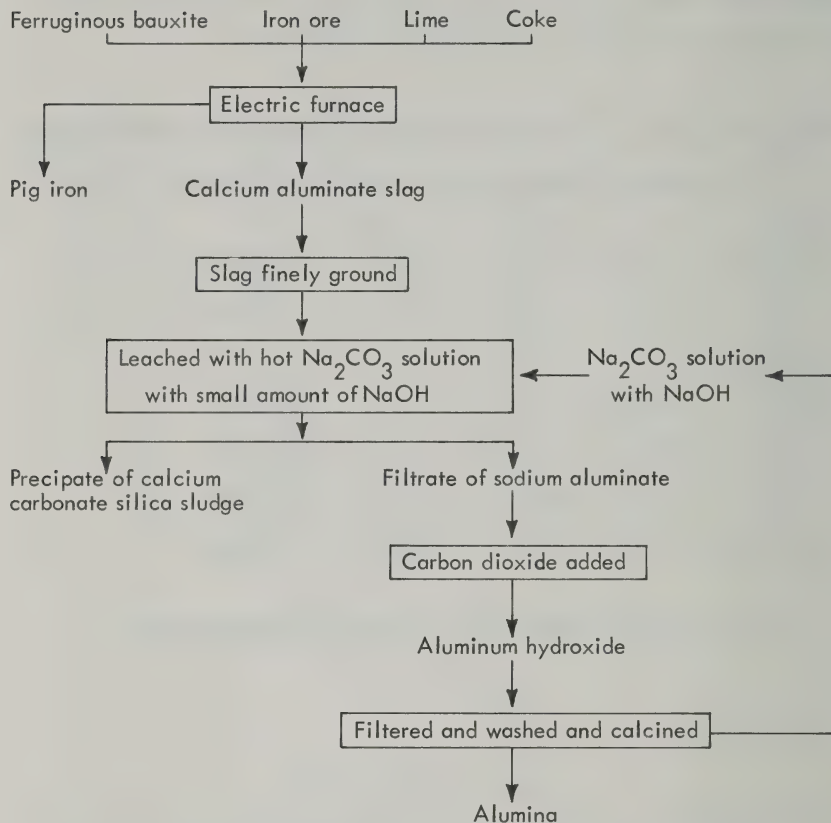 Ferruginous bauxite Iron ore Lime Coke
Electric furnace
Pig iron Calcium aluminate slag
Slag finely ground
Leached with hot Na2CO3 solution
with small amount of NaOH
Na2CO3 solution
with NaOH
Precipate of calcium
carbonate silica sludge
Filtrate of sodium aluminate
Carbon dioxide added
Aluminum hydroxide
Filtered and washed and calcined
Alumina